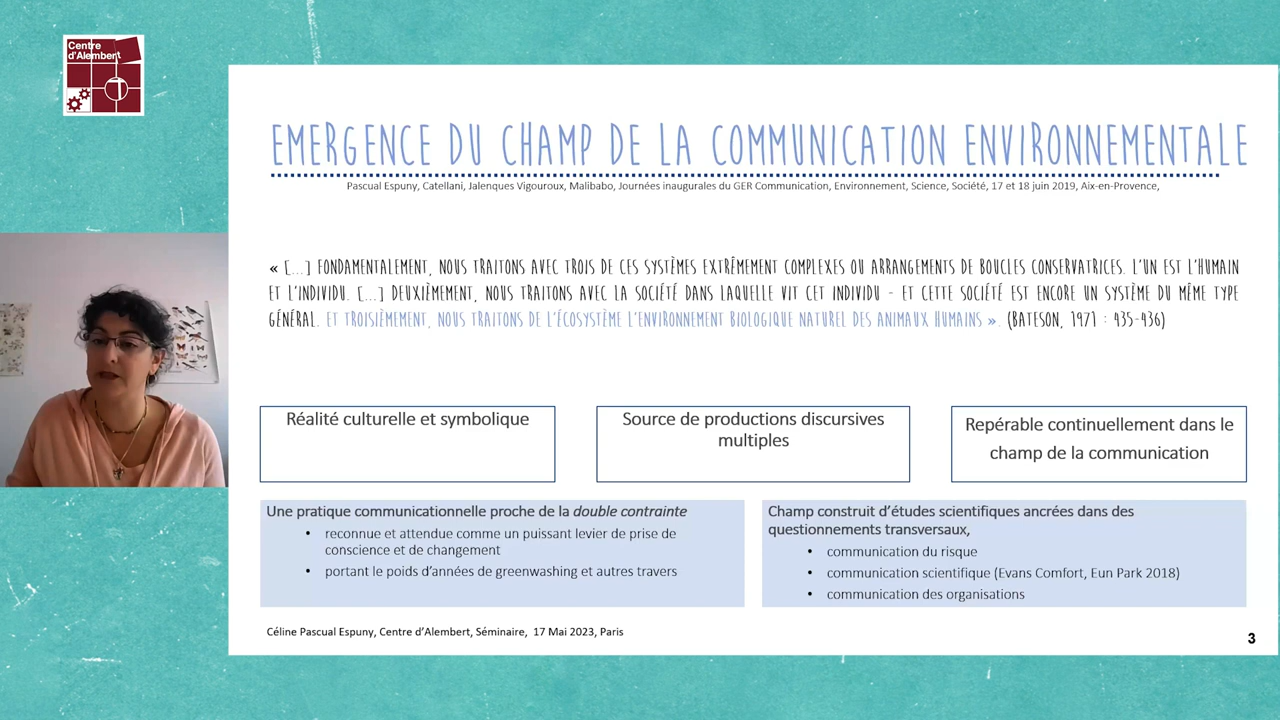 Centre
d'Alembert
EMERGENCE DU CHAMP DE LA COMMUNICATION ENVIRONNEMENTALE
Pascual Espuny, Catellani, Jalenques Vigouroux, Malibabo, Journées inaugurales du GER Communication, Environnement, Science, Société, 17 et 18 juin 2019, Aix-en-Provence,
« [...] FONDAMENTALEMENT, NOUS TRAITONS AVEC TROIS DE CES SYSTÈMES EXTRÊMEMENT COMPLEXES OU ARRANGEMENTS DE BOUCLES CONSERVATRICES. L'UN EST L'HUMAIN
ET L'INDIVIDU. [...] DEUXIÈMEMENT, NOUS TRAITONS AVEC LA SOCIÉTÉ DANS LAQUELLE VIT CET INDIVIDU - ET CETTE SOCIÉTÉ EST ENCORE UN SYSTÈME DU MÊME TYPE
GÉNÉRAL. ET TROISIÈMEMENT, NOUS TRAITONS DE L'ÉCOSYSTÈME L'ENVIRONNEMENT BIOLOGIQUE NATUREL DES ANIMAUX HUMAINS ». (BATESON, 1971 : 435-436)
Réalité culturelle et symbolique
Source de productions discursives
multiples
Repérable continuellement dans le
champ de la communication
Une pratique communicationnelle proche de la double contrainte
• reconnue et attendue comme un puissant levier de prise de
conscience et de changement
• portant le poids d'années de greenwashing et autres travers
Champ construit d'études scientifiques ancrées dans des
questionnements transversaux,
• communication du risque
• communication scientifique (Evans Comfort, Eun Park 2018)
• communication des organisations
Céline Pascual Espuny, Centre d'Alembert, Séminaire, 17 Mai 2023, Paris
3